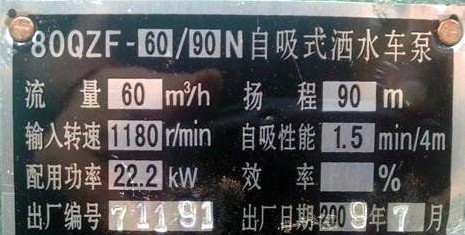 80QZF-60/90N自吸式洒水车泵
流 量 60 m³/h 扬 程 90 m
输入转速 1180 r/min 自吸性能 1.5 min/4m
配用功率 22.2 kW 效 率 %
出厂编号 71191 出厂日期 2009年7月